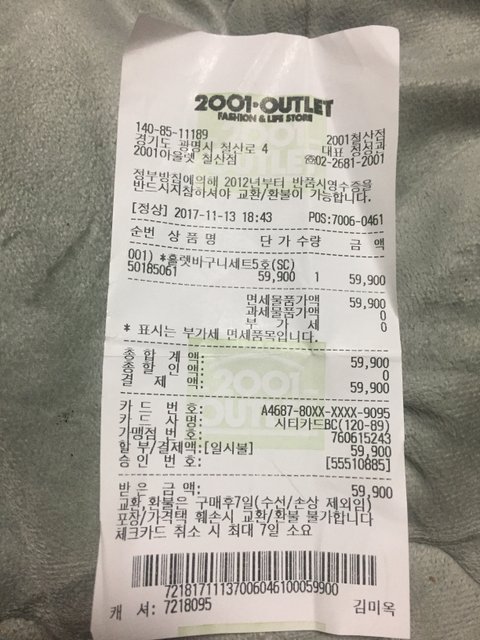 2001·OUTLET
FASHION & LIFE STORE
140-85-11189 2001철산점
경기도 광명시 철산로 4 대표 정성관
2001아울렛 철산점 ☎02-2681-2001
정부방침에의해 2012년부터 반품시영수증을
반드시지참하셔야 교환/환불이 가능합니다.
[정상] 2017-11-13 18:43 POS:7006-0461
순번 상 품 명 단 가 수량 금 액
001) *홈렛바구니세트5호(SC)
50185061 59,900 1 59,900
면세물품가액 59,900
과세물품가액 0
부 가 세 0
* 표시는 부가세 면세품목입니다.
총 합 계 액: 59,900
총 할 인 액: 0
결 제 액: 59,900
카 드 번 호: A4687-80XX-XXXX-9095
카 드 사 명: 시티카드BC(120-89)
가맹점 번호: 760615243
할 부/결제액:[일시불] 59,900
승 인 번 호: [55510885]
받 은 금 액: 59,900
교환,환불은 구매후7일(수선/손상 제외임)
포장/가격택 훼손시 교환/환불 불가합니다
체크카드 취소 시 최대 7일 소요
7218171113700604610005990​0
캐 셔: 7218095 김미옥